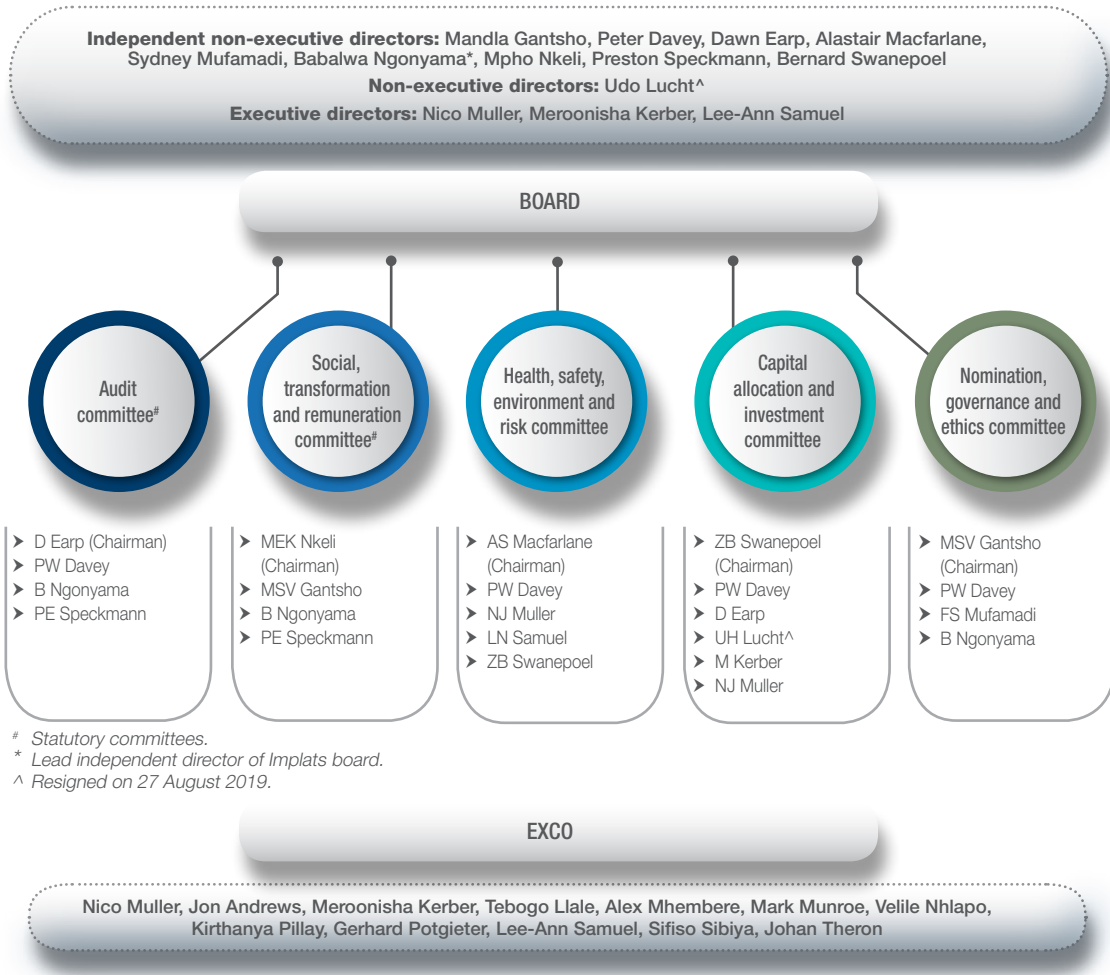 Independent non-executive directors: Mandla Gantsho, Peter Davey, Dawn Earp, Alastair Macfarlane,
Sydney Mufamadi, Babalwa Ngonyama*, Mpho Nkeli, Preston Speckmann, Bernard Swanepoel
Non-executive directors: Udo Lucht^
Executive directors: Nico Muller, Meroonisha Kerber, Lee-Ann Samuel
BOARD
Audit
committee#
Social,
transformation
and remuneration
committee#
Health, safety,
environment and
risk committee
Capital
allocation and
investment
committee
Nomination,
governance and
ethics committee
➤ D Earp (Chairman)
➤ PW Davey
➤ B Ngonyama
➤ PE Speckmann
➤ MEK Nkeli
(Chairman)
➤ MSV Gantsho
➤ B Ngonyama
➤ PE Speckmann
➤ AS Macfarlane
(Chairman)
➤ PW Davey
➤ NJ Muller
➤ LN Samuel
➤ ZB Swanepoel
➤ ZB Swanepoel
(Chairman)
➤ PW Davey
➤ D Earp
➤ UH Lucht^
➤ M Kerber
➤ NJ Muller
➤ MSV Gantsho
(Chairman)
➤ PW Davey
➤ FS Mufamadi
➤ B Ngonyama
# Statutory committees.
* Lead independent director of Implats board.
^ Resigned on 27 August 2019.
EXCO
Nico Muller, Jon Andrews, Meroonisha Kerber, Tebogo Llale, Alex Mhembere, Mark Munroe, Velile Nhlapo,
Kirthanya Pillay, Gerhard Potgieter, Lee-Ann Samuel, Sifiso Sibiya, Johan Theron